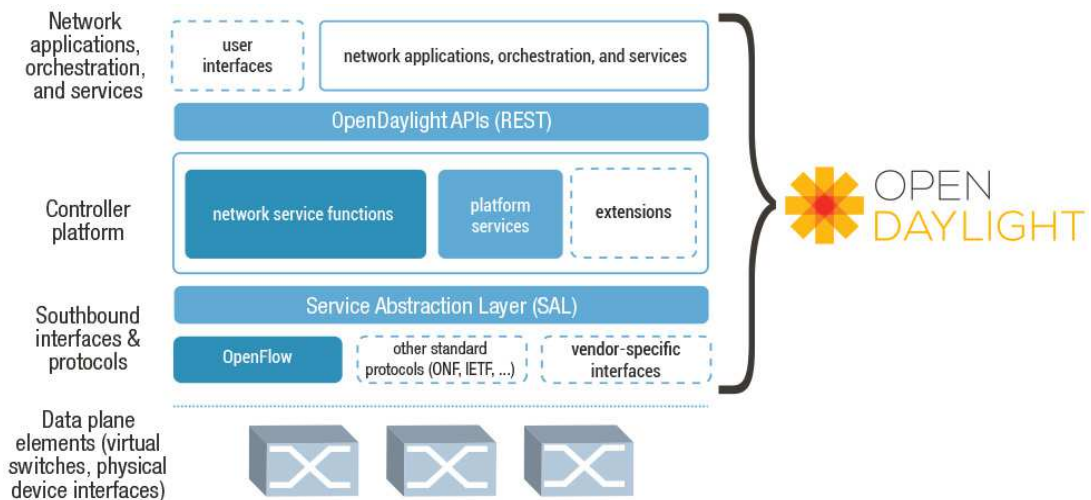 Network
applications,
orchestration,
and services
user
interfaces
network applications, orchestration, and services
OpenDaylight APIs (REST)
Controller
platform
network service functions
platform
services
extensions
OPEN
DAYLIGHT
Service Abstraction Layer (SAL)
Southbound
interfaces &
protocols
OpenFlow
other standard
protocols (ONF, IETF, ...)
vendor-specific
interfaces
Data plane
elements (virtual
switches, physical
device interfaces)